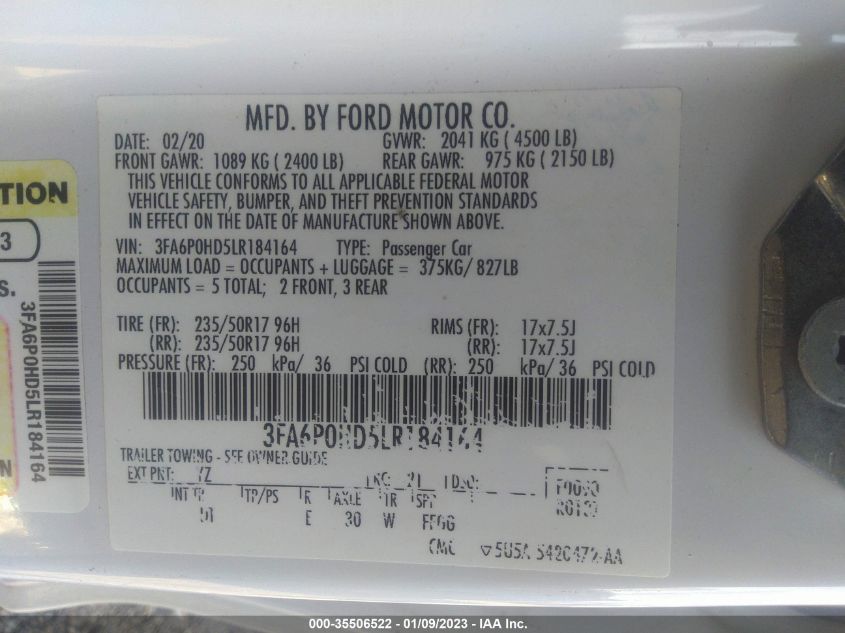 MFD. BY FORD MOTOR CO.
DATE: 02/20 GVWR: 2041 KG ( 4500 LB)
FRONT GAWR: 1089 KG ( 2400 LB) REAR GAWR: 975 KG ( 2150 LB)
THIS VEHICLE CONFORMS TO ALL APPLICABLE FEDERAL MOTOR
VEHICLE SAFETY, BUMPER, AND THEFT PREVENTION STANDARDS
IN EFFECT ON THE DATE OF MANUFACTURE SHOWN ABOVE.
VIN: 3FA6P0HD5LR184164 TYPE: Passenger Car
MAXIMUM LOAD = OCCUPANTS + LUGGAGE = 375KG/ 827LB
OCCUPANTS = 5 TOTAL; 2 FRONT, 3 REAR
TIRE (FR): 235/50R17 96H RIMS (FR): 17x7.5J
(RR): 235/50R17 96H (RR): 17x7.5J
PRESSURE (FR): 250 kPa/ 36 PSI COLD (RR): 250 kPa/ 36 PSI COLD
3FA6P0HD5LR184164
TRAILER TOWING - SEE OWNER GUIDE
EXT PNT: YZ
INT TR TP/PS R AXLE TR SPR
E 30 W
TION
3
S.
3FA6P0HD5LR184164
N
000-35506522 - 01/09/2023 - IAA Inc.